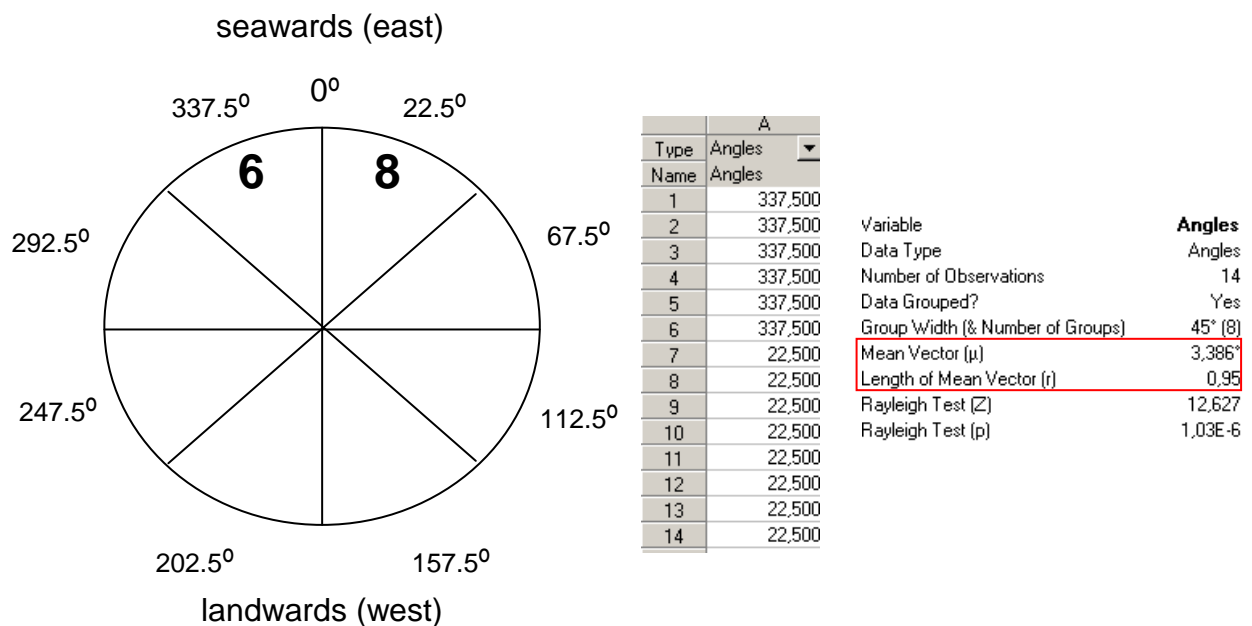 seawards (east)
0⁰
337.5⁰
22.5⁰
6
8
292.5⁰
67.5⁰
247.5⁰
112.5⁰
202.5⁰
157.5⁰
landwards (west)
A
Type Angles
Name Angles
1 337,500
2 337,500
3 337,500
4 337,500
5 337,500
6 337,500
7 22,500
8 22,500
9 22,500
10 22,500
11 22,500
12 22,500
13 22,500
14 22,500
Variable Angles
Data Type Angles
Number of Observations 14
Data Grouped? Yes
Group Width (& Number of Groups) 45° (8)
Mean Vector (µ) 3,386°
Length of Mean Vector (r) 0,95
Rayleigh Test (Z) 12,627
Rayleigh Test (p) 1,03E-6